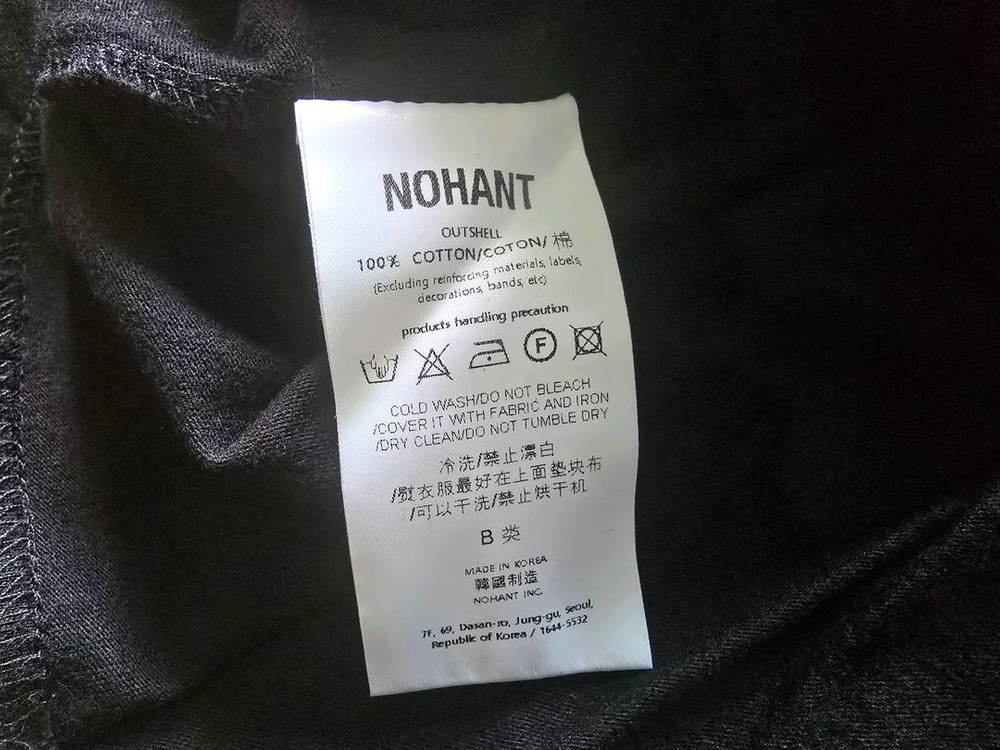 NOHANT
OUTSHELL
100% COTTON/COTON/棉
(Excluding reinforcing materials, labels,
decorations, bands, etc)
products handling precaution
F
COLD WASH/DO NOT BLEACH
/COVER IT WITH FABRIC AND IRON
/DRY CLEAN/DO NOT TUMBLE DRY
冷洗/禁止漂白
/熨衣服最好在上面垫块布
/可以干洗/禁止烘干机
B 类
MADE IN KOREA
韓國制造
NOHANT INC
7F, 69, Dasan-ro, Jung-gu, Seoul,
Republic of Korea / 1644-5532